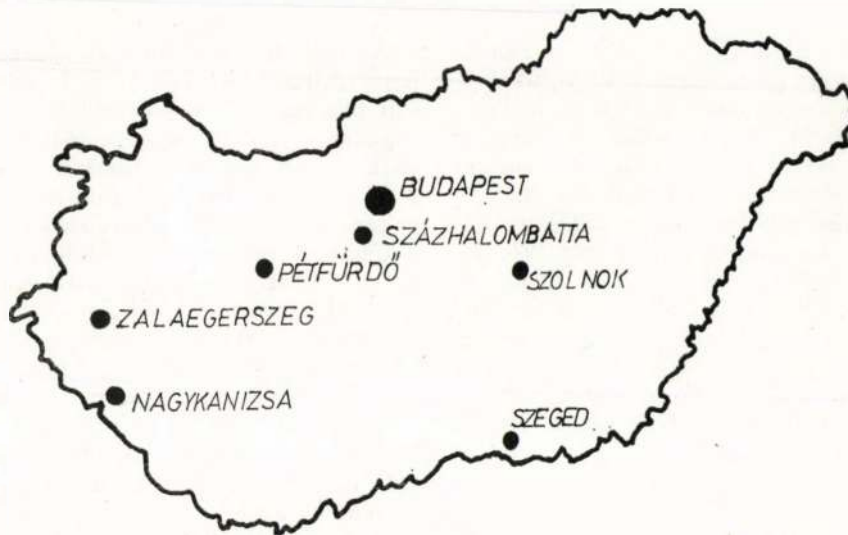 BUDAPEST
SZÁZHALOMBATTA
PÉTFÜRDŐ
SZOLNOK
ZALAEGERSZEG
NAGYKANIZSA
SZEGED